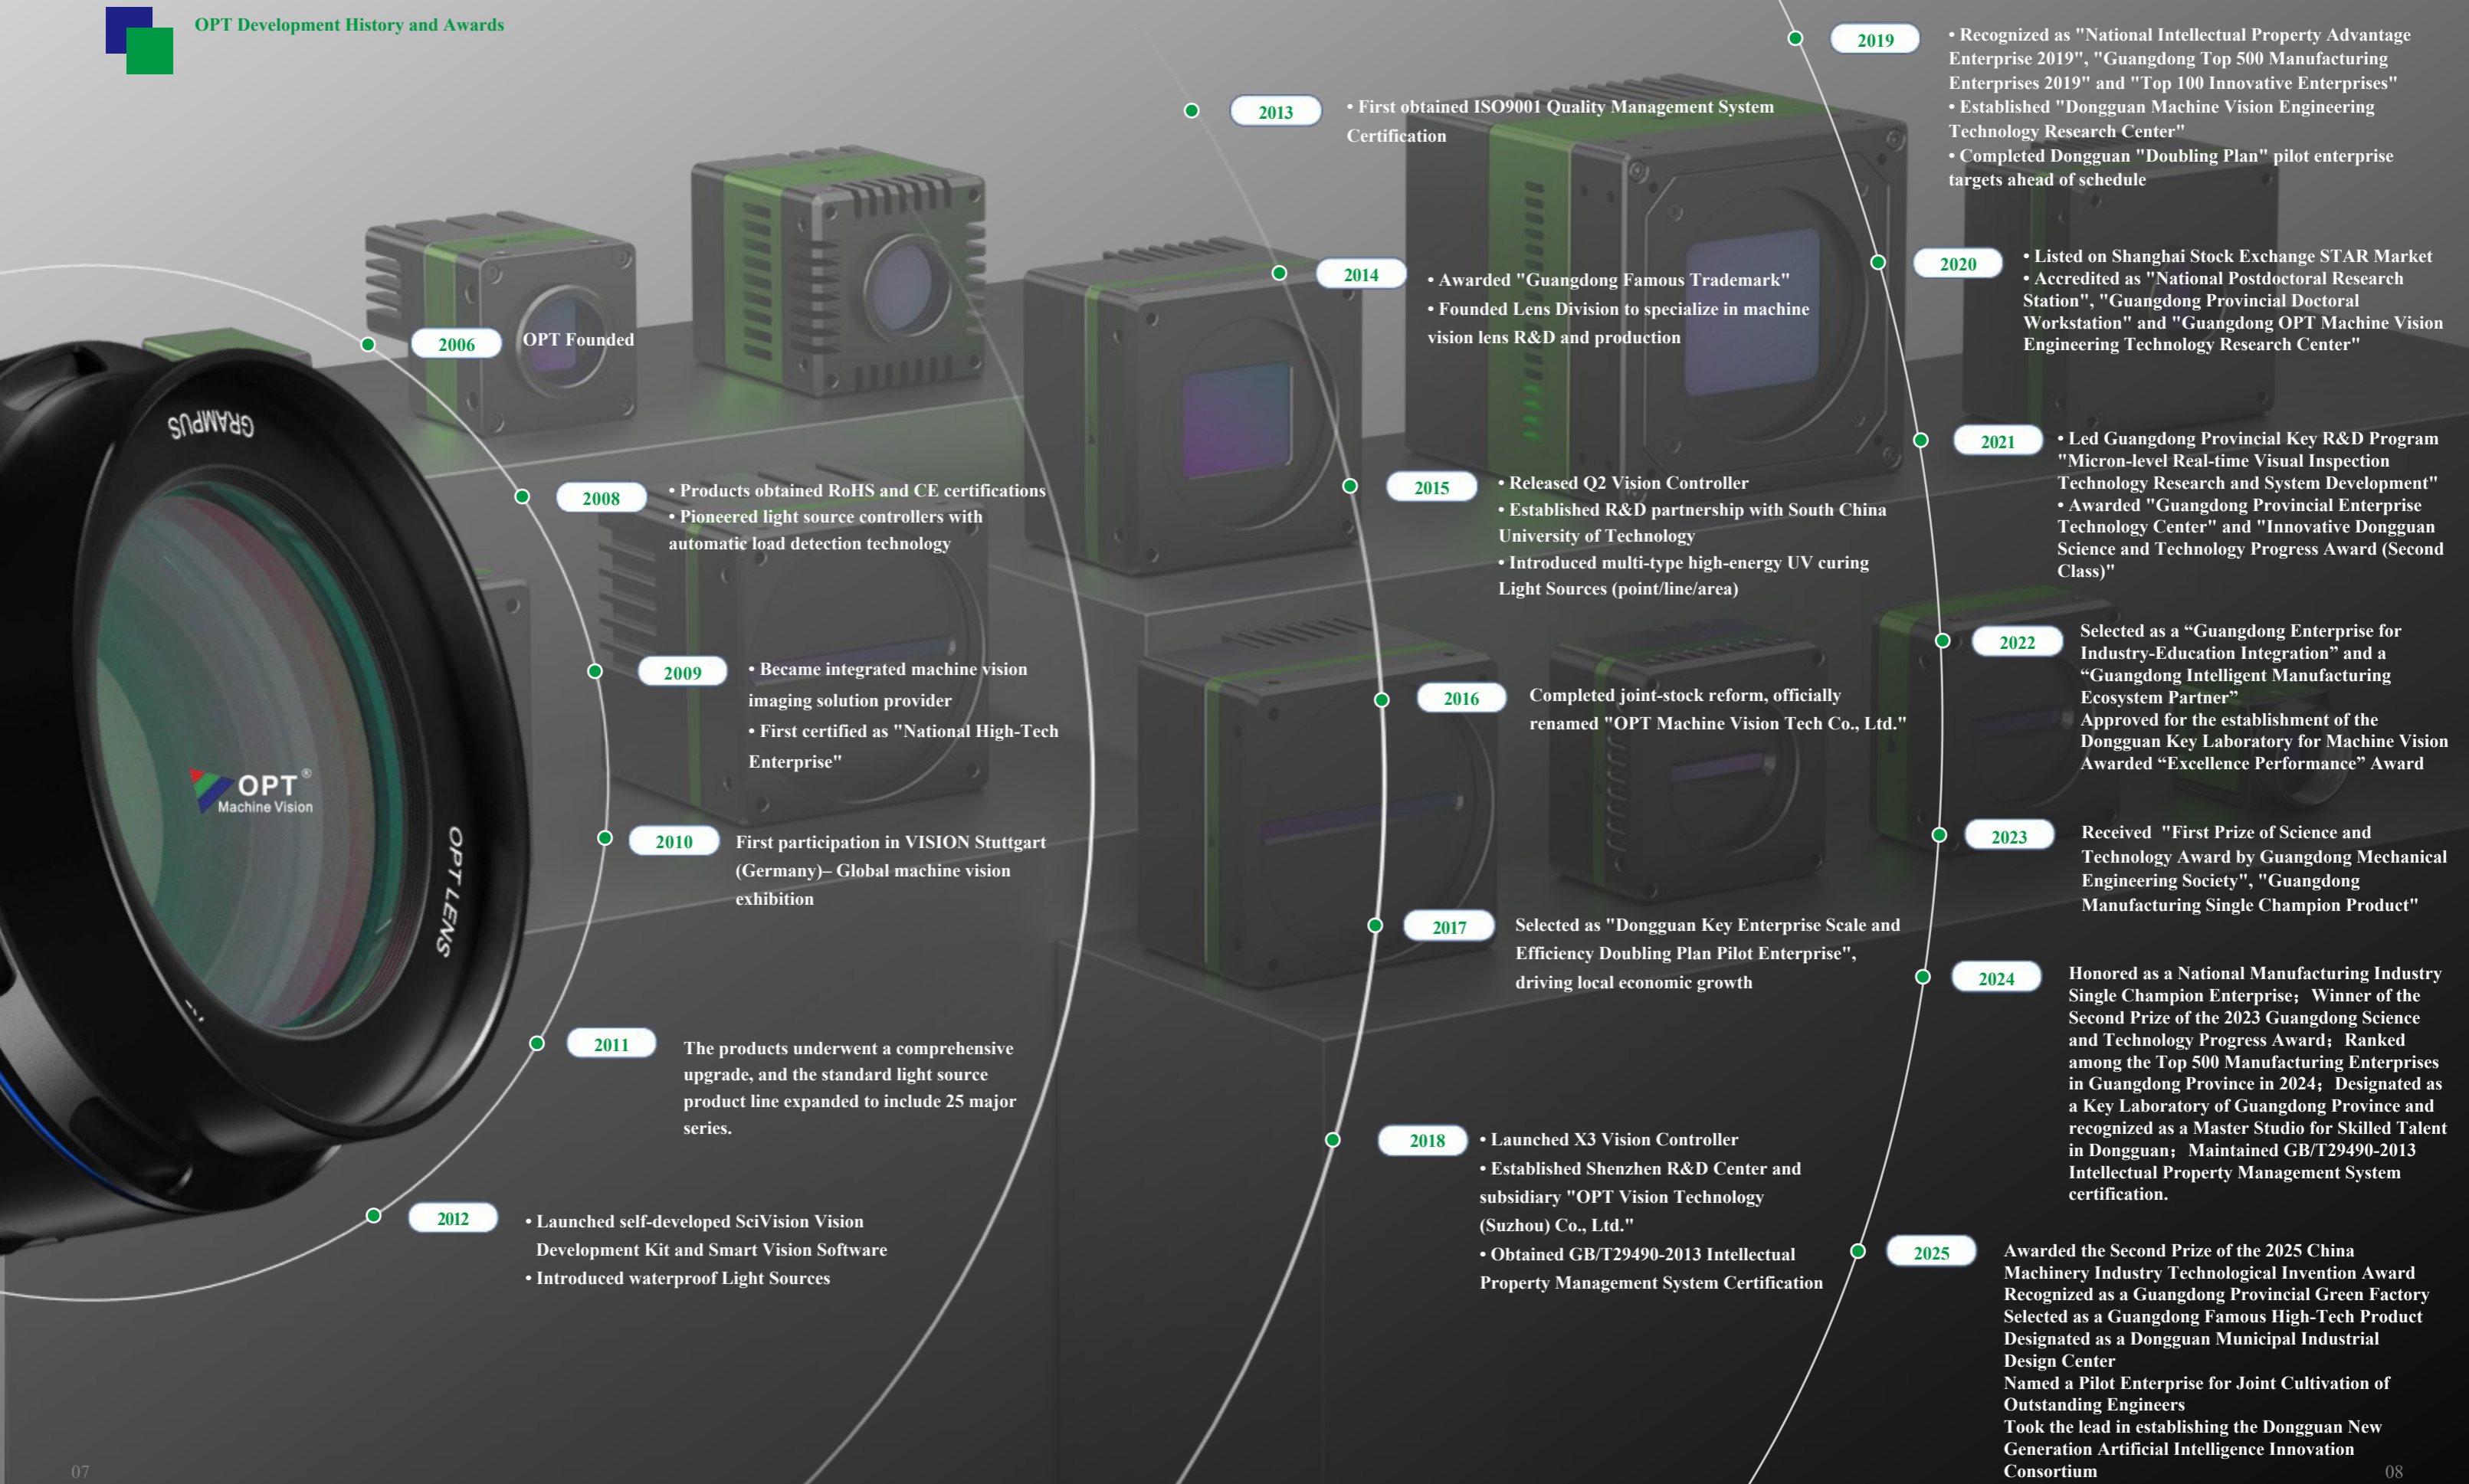 OPT Development History and Awards
2006
OPT Founded
2008
• Products obtained RoHS and CE certifications
• Pioneered light source controllers with
automatic load detection technology
2009
• Became integrated machine vision
imaging solution provider
• First certified as "National High-Tech
Enterprise"
2010
First participation in VISION Stuttgart
(Germany)– Global machine vision
exhibition
2011
The products underwent a comprehensive
upgrade, and the standard light source
product line expanded to include 25 major
series.
2012
• Launched self-developed SciVision Vision
Development Kit and Smart Vision Software
• Introduced waterproof Light Sources
GRAMPUS
OPT®
Machine Vision
OPT LENS
2013
• First obtained ISO9001 Quality Management System
Certification
2014
• Awarded "Guangdong Famous Trademark"
• Founded Lens Division to specialize in machine
vision lens R&D and production
2015
• Released Q2 Vision Controller
• Established R&D partnership with South China
University of Technology
• Introduced multi-type high-energy UV curing
Light Sources (point/line/area)
2016
Completed joint-stock reform, officially
renamed "OPT Machine Vision Tech Co., Ltd."
2017
Selected as "Dongguan Key Enterprise Scale and
Efficiency Doubling Plan Pilot Enterprise",
driving local economic growth
2018
• Launched X3 Vision Controller
• Established Shenzhen R&D Center and
subsidiary "OPT Vision Technology
(Suzhou) Co., Ltd."
• Obtained GB/T29490-2013 Intellectual
Property Management System Certification
2019
• Recognized as "National Intellectual Property Advantage
Enterprise 2019", "Guangdong Top 500 Manufacturing
Enterprises 2019" and "Top 100 Innovative Enterprises"
• Established "Dongguan Machine Vision Engineering
Technology Research Center"
• Completed Dongguan "Doubling Plan" pilot enterprise
targets ahead of schedule
2020
• Listed on Shanghai Stock Exchange STAR Market
• Accredited as "National Postdoctoral Research
Station", "Guangdong Provincial Doctoral
Workstation" and "Guangdong OPT Machine Vision
Engineering Technology Research Center"
2021
• Led Guangdong Provincial Key R&D Program
"Micron-level Real-time Visual Inspection
Technology Research and System Development"
• Awarded "Guangdong Provincial Enterprise
Technology Center" and "Innovative Dongguan
Science and Technology Progress Award (Second
Class)"
2022
Selected as a “Guangdong Enterprise for
Industry-Education Integration” and a
“Guangdong Intelligent Manufacturing
Ecosystem Partner”
Approved for the establishment of the
Dongguan Key Laboratory for Machine Vision
Awarded “Excellence Performance” Award
2023
Received "First Prize of Science and
Technology Award by Guangdong Mechanical
Engineering Society", "Guangdong
Manufacturing Single Champion Product"
2024
Honored as a National Manufacturing Industry
Single Champion Enterprise；Winner of the
Second Prize of the 2023 Guangdong Science
and Technology Progress Award；Ranked
among the Top 500 Manufacturing Enterprises
in Guangdong Province in 2024；Designated as
a Key Laboratory of Guangdong Province and
recognized as a Master Studio for Skilled Talent
in Dongguan；Maintained GB/T29490-2013
Intellectual Property Management System
certification.
2025
Awarded the Second Prize of the 2025 China
Machinery Industry Technological Invention Award
Recognized as a Guangdong Provincial Green Factory
Selected as a Guangdong Famous High-Tech Product
Designated as a Dongguan Municipal Industrial
Design Center
Named a Pilot Enterprise for Joint Cultivation of
Outstanding Engineers
Took the lead in establishing the Dongguan New
Generation Artificial Intelligence Innovation
Consortium
07
08